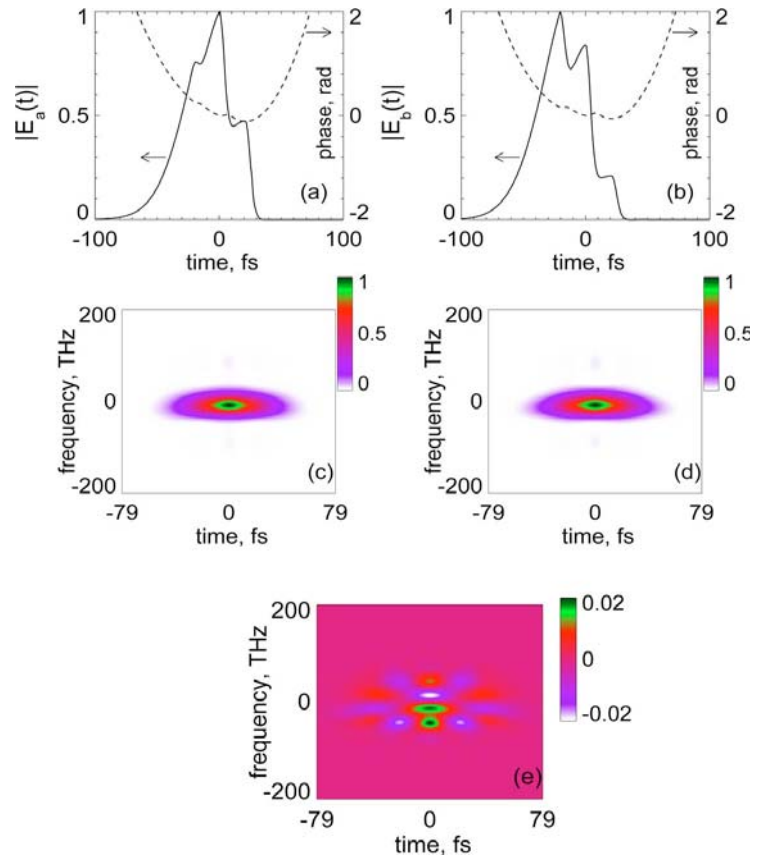 |E_a(t)|
1
0.5
0
2
0
-2
phase, rad
(a)
-100
0
100
time, fs
|E_b(t)|
1
0.5
0
2
0
-2
phase, rad
(b)
-100
0
100
time, fs
frequency, THz
200
0
-200
1
0.5
0
(c)
-79
0
79
time, fs
frequency, THz
200
0
-200
1
0.5
0
(d)
-79
0
79
time, fs
frequency, THz
200
0
-200
0.02
0
-0.02
(e)
-79
0
79
time, fs